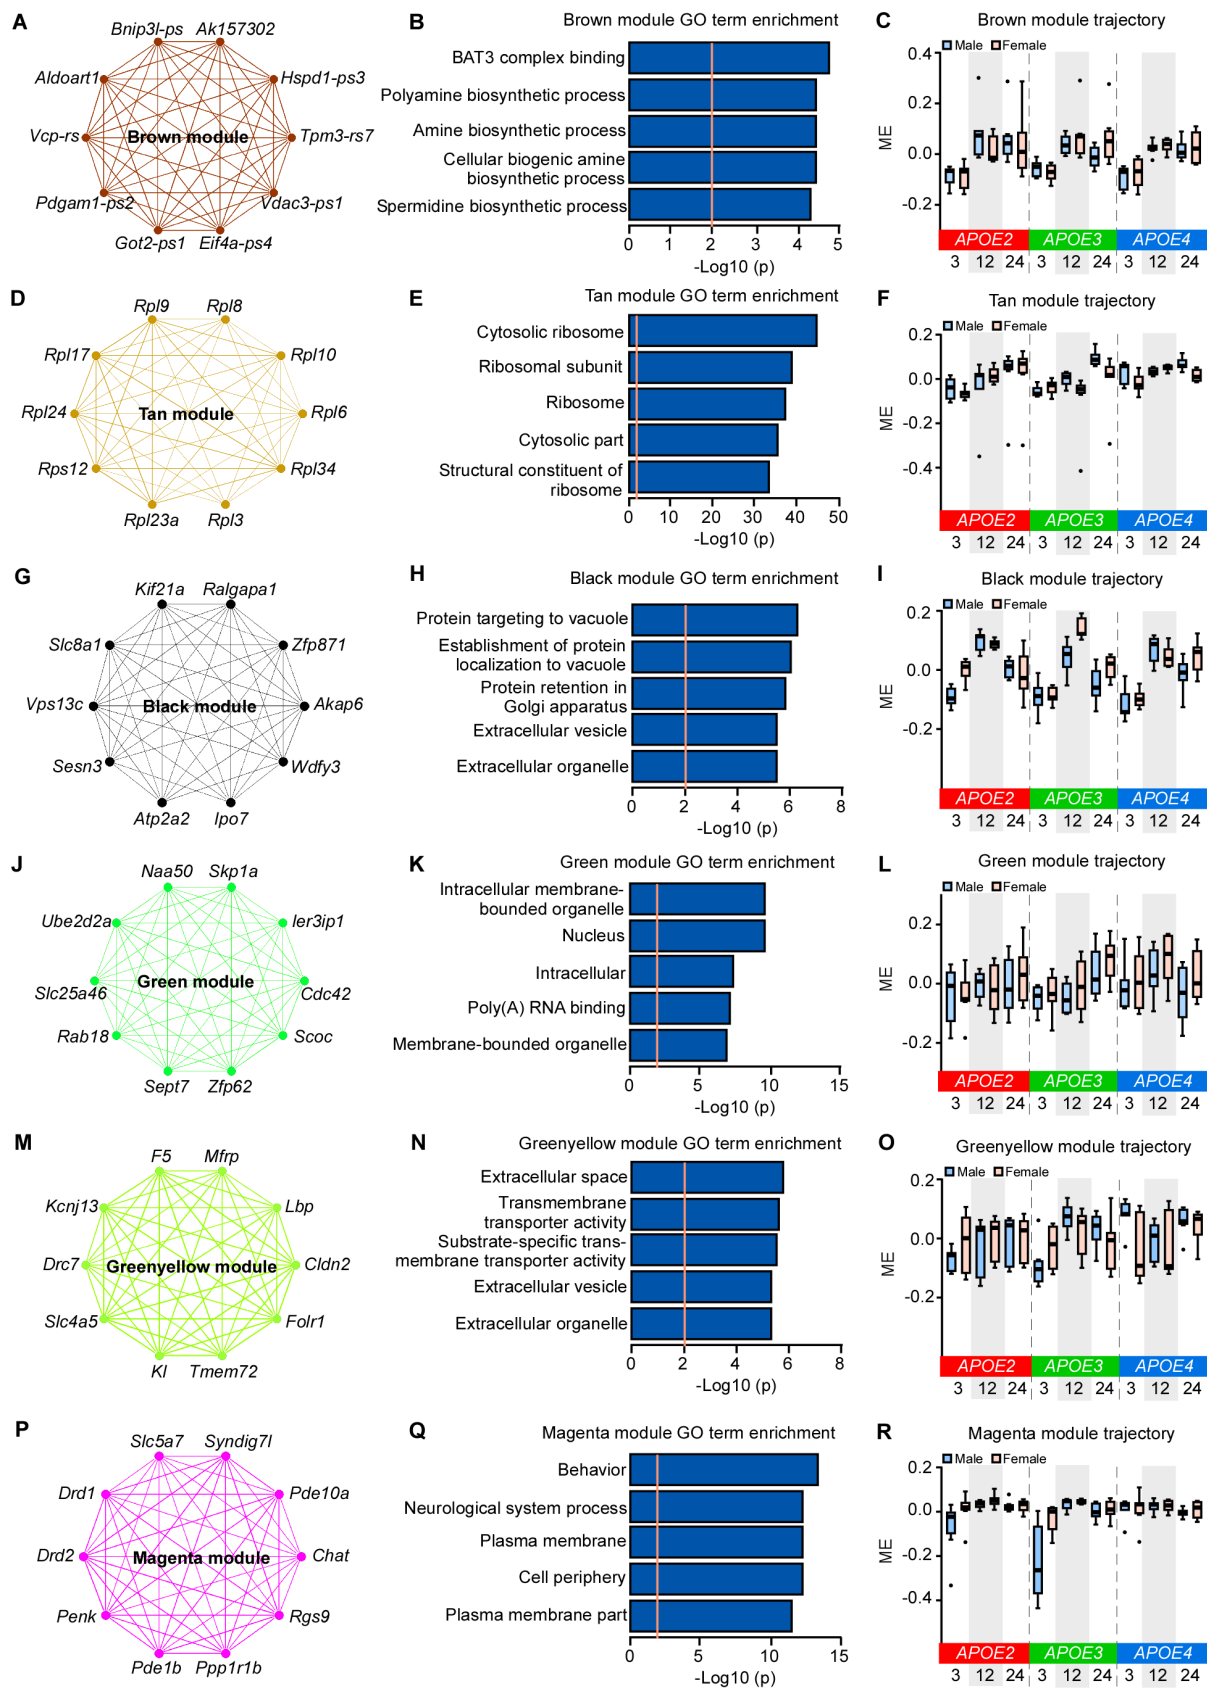 A
Bnip3l-ps Ak157302
Aldoart1 Hspd1-ps3
Vcp-rs Brown module Tpm3-rs7
Pdgam1-ps2 Vdac3-ps1
Got2-ps1 Eif4a-ps4
B Brown module GO term enrichment
BAT3 complex binding
Polyamine biosynthetic process
Amine biosynthetic process
Cellular biogenic amine
biosynthetic process
Spermidine biosynthetic process
0 1 2 3 4 5
-Log10 (p)
C Brown module trajectory
Male Female
0.4
0.2
0.0
-0.2
ME
APOE2 APOE3 APOE4
3 12 24 3 12 24 3 12 24
D
Rpl9 Rpl8
Rpl17 Rpl10
Rpl24 Tan module Rpl6
Rps12 Rpl34
Rpl23a Rpl3
E Tan module GO term enrichment
Cytosolic ribosome
Ribosomal subunit
Ribosome
Cytosolic part
Structural constituent of
ribosome
0 10 20 30 40 50
-Log10 (p)
F Tan module trajectory
Male Female
0.2
0.0
-0.2
-0.4
ME
APOE2 APOE3 APOE4
3 12 24 3 12 24 3 12 24
G
Kif21a Ralgapa1
Slc8a1 Zfp871
Vps13c Black module Akap6
Sesn3 Wdfy3
Atp2a2 Ipo7
H Black module GO term enrichment
Protein targeting to vacuole
Establishment of protein
localization to vacuole
Protein retention in
Golgi apparatus
Extracellular vesicle
Extracellular organelle
0 2 4 6 8
-Log10 (p)
I Black module trajectory
Male Female
0.2
0.0
-0.2
ME
APOE2 APOE3 APOE4
3 12 24 3 12 24 3 12 24
J
Naa50 Skp1a
Ube2d2a Ier3ip1
Slc25a46 Green module Cdc42
Rab18 Scoc
Sept7 Zfp62
K Green module GO term enrichment
Intracellular membrane-
bounded organelle
Nucleus
Intracellular
Poly(A) RNA binding
Membrane-bounded organelle
0 5 10 15
-Log10 (p)
L Green module trajectory
Male Female
0.2
0.0
-0.2
ME
APOE2 APOE3 APOE4
3 12 24 3 12 24 3 12 24
M
F5 Mfrp
Kcnj13 Lbp
Drc7 Greenyellow module Cldn2
Slc4a5 Folr1
Kl Tmem72
N Greenyellow module GO term enrichment
Extracellular space
Transmembrane
transporter activity
Substrate-specific trans-
membrane transporter activity
Extracellular vesicle
Extracellular organelle
0 2 4 6 8
-Log10 (p)
O Greenyellow module trajectory
Male Female
0.2
0.0
-0.2
ME
APOE2 APOE3 APOE4
3 12 24 3 12 24 3 12 24
P
Slc5a7 Syndig7l
Drd1 Pde10a
Drd2 Magenta module Chat
Penk Rgs9
Pde1b Ppp1r1b
Q Magenta module GO term enrichment
Behavior
Neurological system process
Plasma membrane
Cell periphery
Plasma membrane part
0 5 10 15
-Log10 (p)
R Magenta module trajectory
Male Female
0.2
0.0
-0.2
-0.4
ME
APOE2 APOE3 APOE4
3 12 24 3 12 24 3 12 24